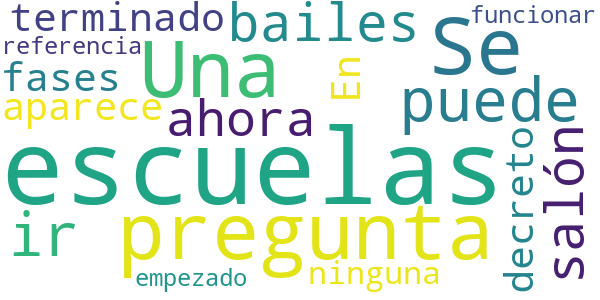 terminado
bailes
funcionar
referencia
Una
Se
fases
En
puede
aparece
ahora
escuelas
decreto
salón
ir
pregunta
empezado
ninguna